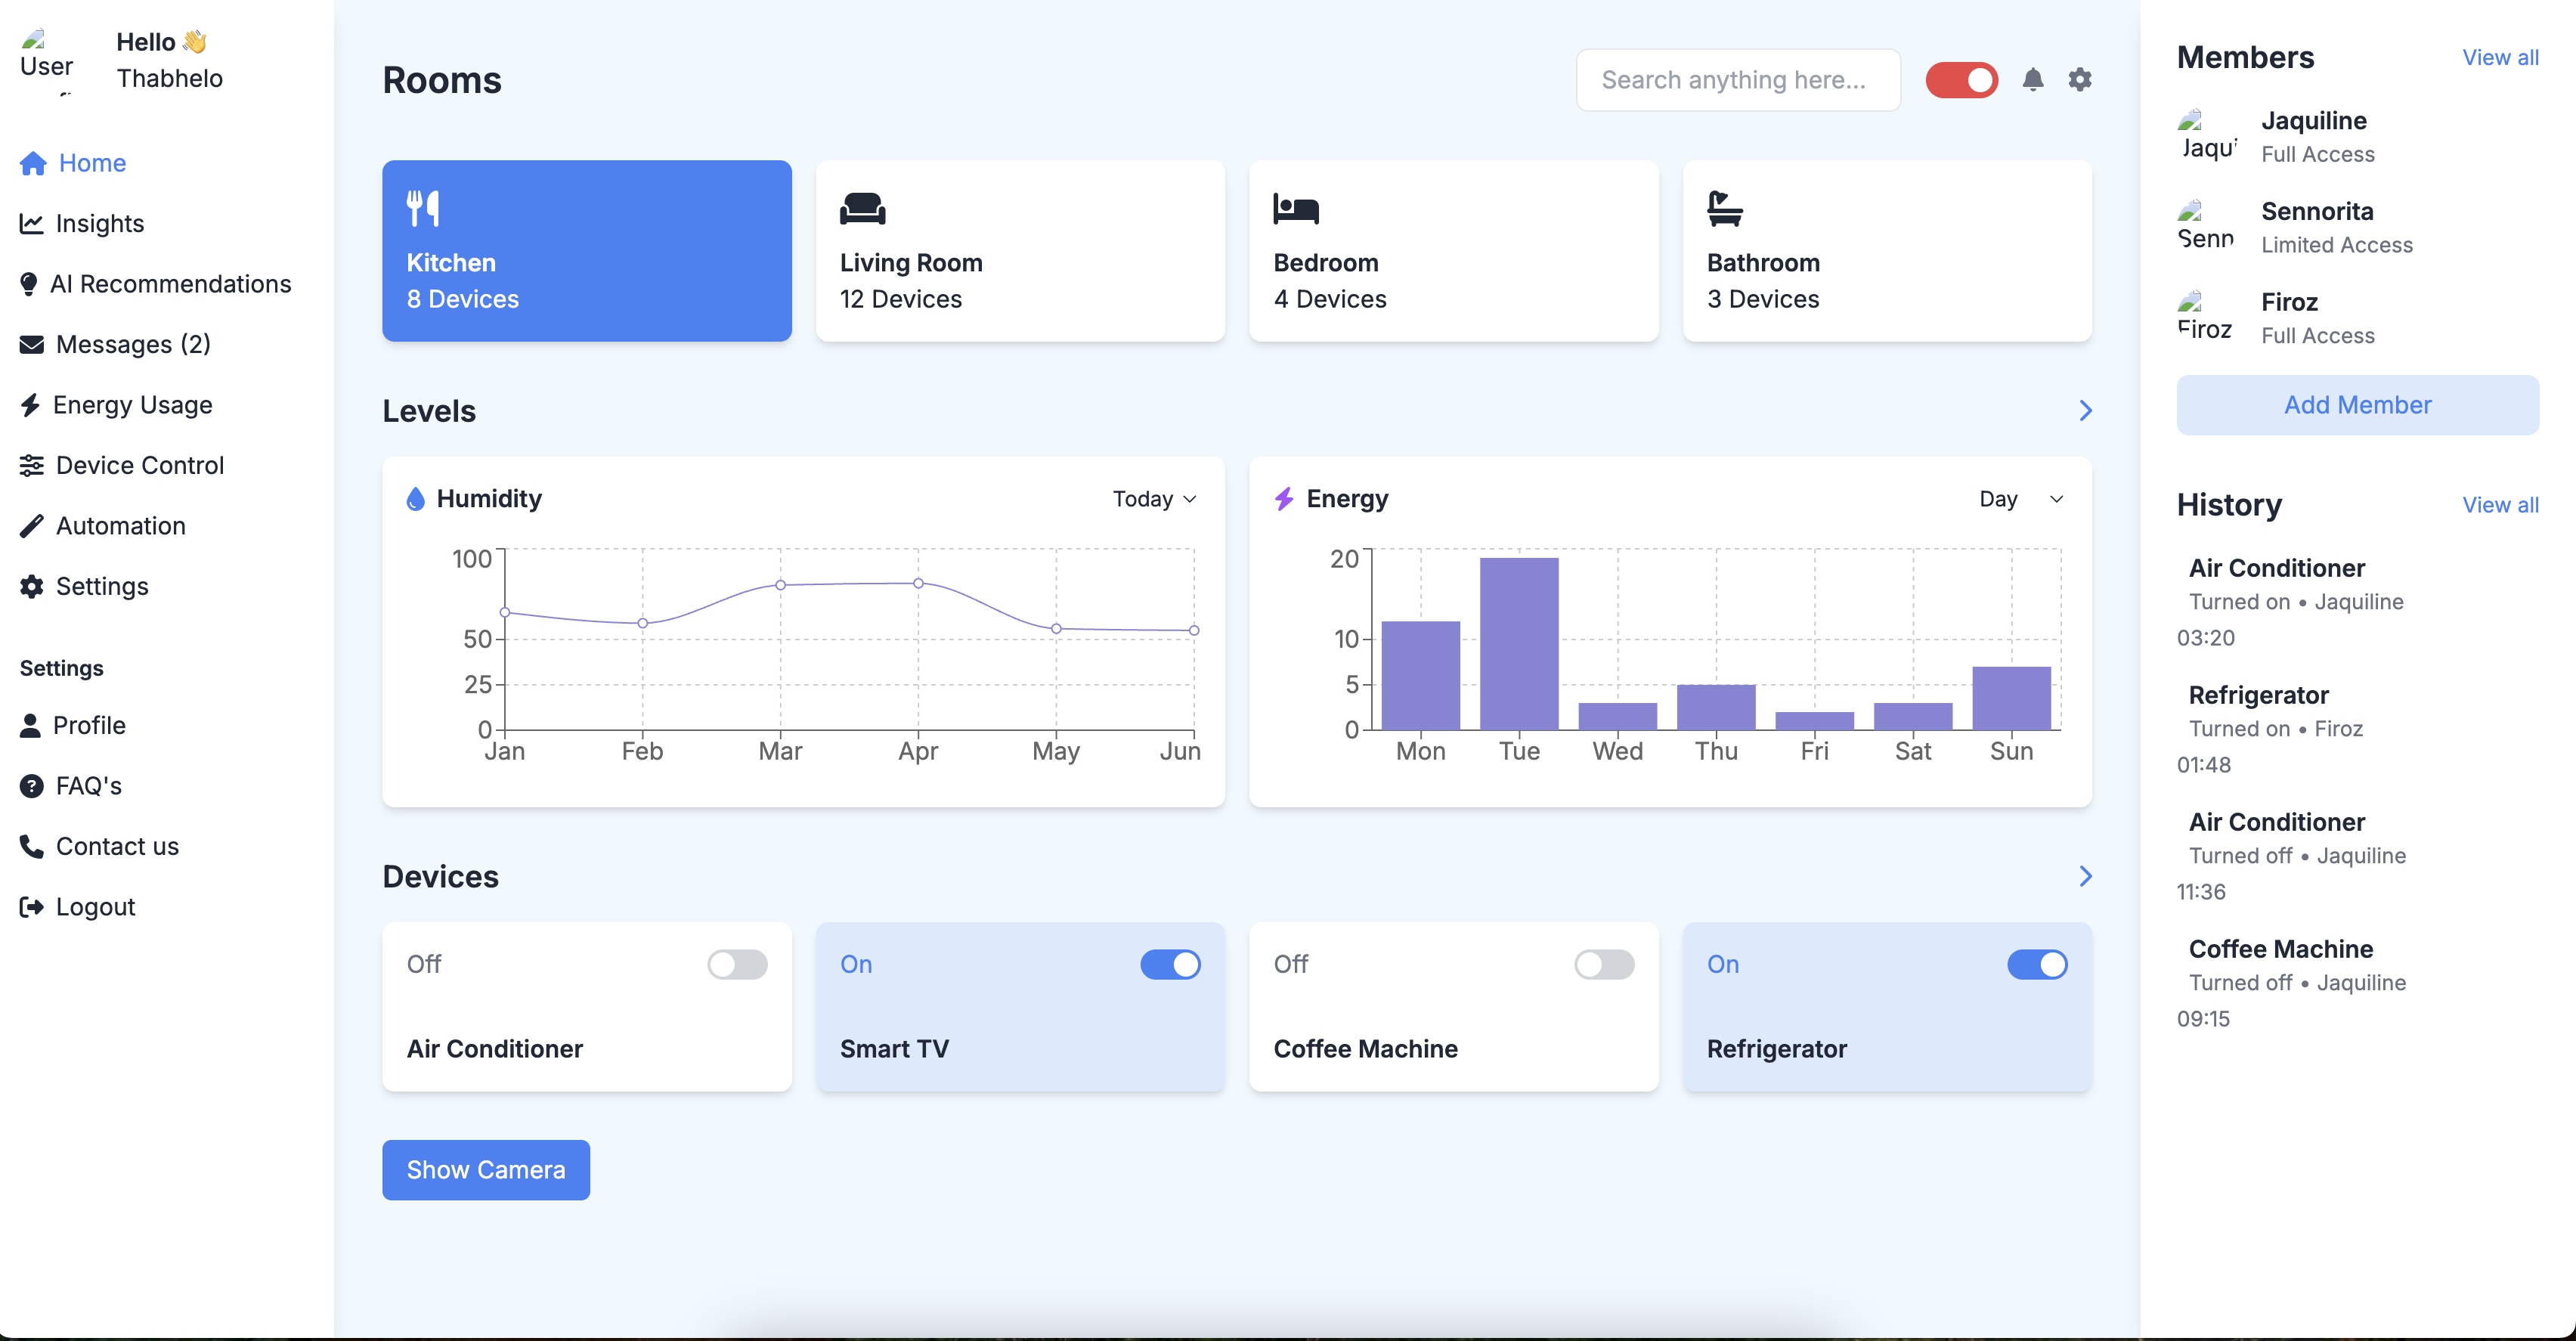 User
Hello 👋
Thabhelo
Home
Insights
AI Recommendations
Messages (2)
Energy Usage
Device Control
Automation
Settings
Settings
Profile
FAQ's
Contact us
Logout
Rooms
Search anything here...
Kitchen
8 Devices
Living Room
12 Devices
Bedroom
4 Devices
Bathroom
3 Devices
Levels
Humidity
Today
100
50
25
0
Jan Feb Mar Apr May Jun
Energy
Day
20
10
5
0
Mon Tue Wed Thu Fri Sat Sun
Devices
Off
Air Conditioner
On
Smart TV
Off
Coffee Machine
On
Refrigerator
Show Camera
Members
View all
Jaqui
Jaquiline
Full Access
Senn
Sennorita
Limited Access
Firoz
Firoz
Full Access
Add Member
History
View all
Air Conditioner
Turned on • Jaquiline
03:20
Refrigerator
Turned on • Firoz
01:48
Air Conditioner
Turned off • Jaquiline
11:36
Coffee Machine
Turned off • Jaquiline
09:15